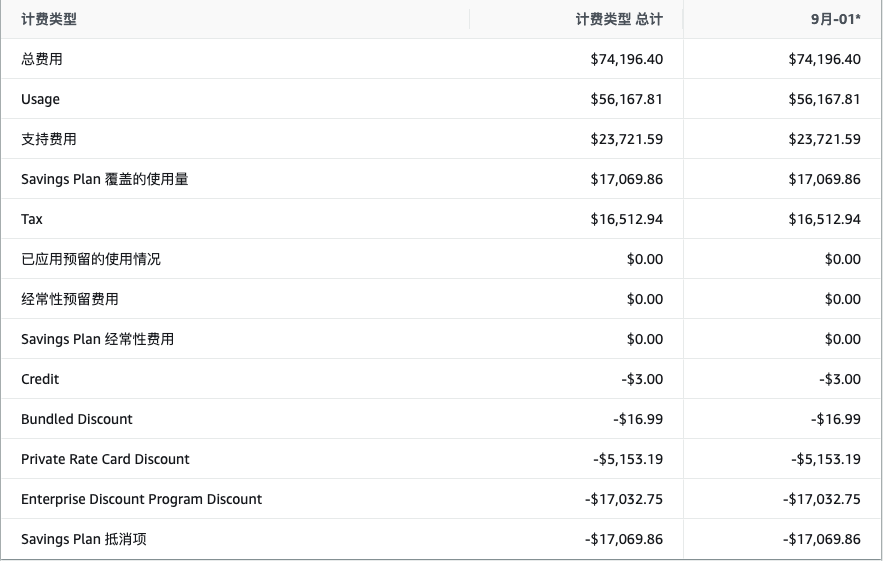 计费类型 计费类型 总计 9月-01*
总费用 $74,196.40 $74,196.40
Usage $56,167.81 $56,167.81
支持费用 $23,721.59 $23,721.59
Savings Plan 覆盖的使用量 $17,069.86 $17,069.86
Tax $16,512.94 $16,512.94
已应用预留的使用情况 $0.00 $0.00
经常性预留费用 $0.00 $0.00
Savings Plan 经常性费用 $0.00 $0.00
Credit -$3.00 -$3.00
Bundled Discount -$16.99 -$16.99
Private Rate Card Discount -$5,153.19 -$5,153.19
Enterprise Discount Program Discount -$17,032.75 -$17,032.75
Savings Plan 抵消项 -$17,069.86 -$17,069.86